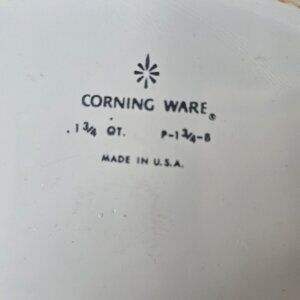 CORNING WARE®
1 3/4 QT. P-1 3/4-B
MADE IN U.S.A.